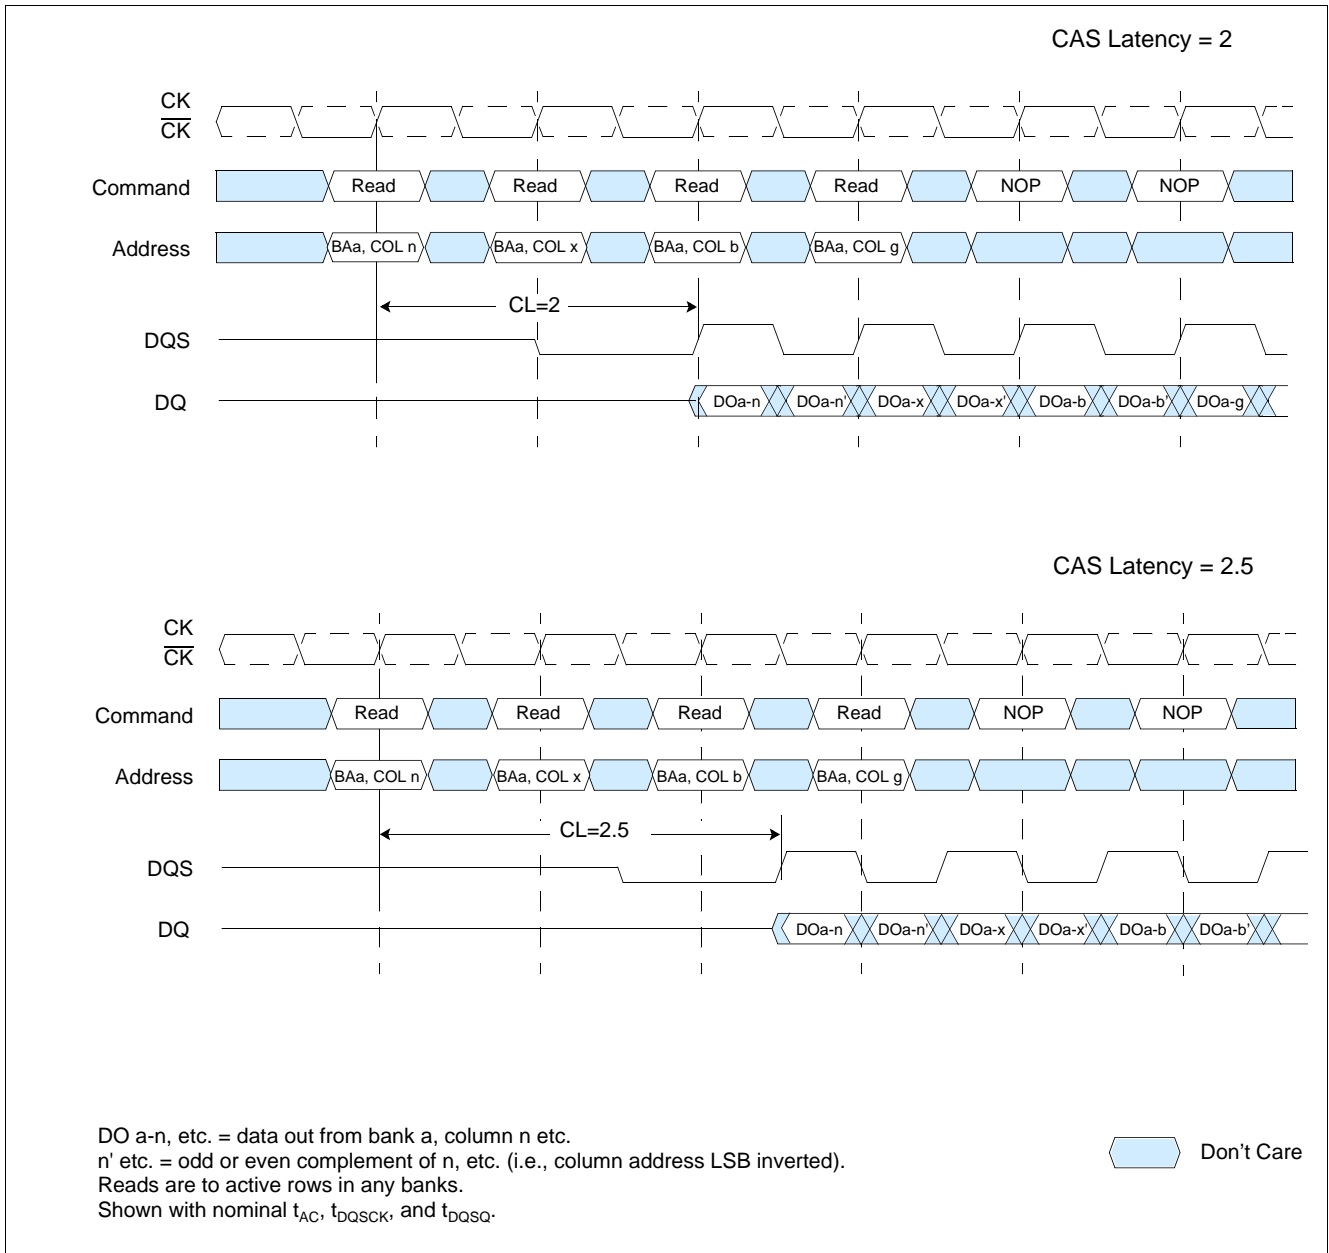 CAS Latency = 2
CK
CK
Command Read Read Read Read NOP NOP
Address BAa, COL n BAa, COL x BAa, COL b BAa, COL g
CL=2
DQS
DQ DOa-n DOa-n' DOa-x DOa-x' DOa-b DOa-b' DOa-g
CAS Latency = 2.5
CK
CK
Command Read Read Read Read NOP NOP
Address BAa, COL n BAa, COL x BAa, COL b BAa, COL g
CL=2.5
DQS
DQ DOa-n DOa-n' DOa-x DOa-x' DOa-b DOa-b'
DO a-n, etc. = data out from bank a, column n etc.
n' etc. = odd or even complement of n, etc. (i.e., column address LSB inverted).
Reads are to active rows in any banks.
Shown with nominal tAC, tDQSCK, and tDQSQ.
Don't Care